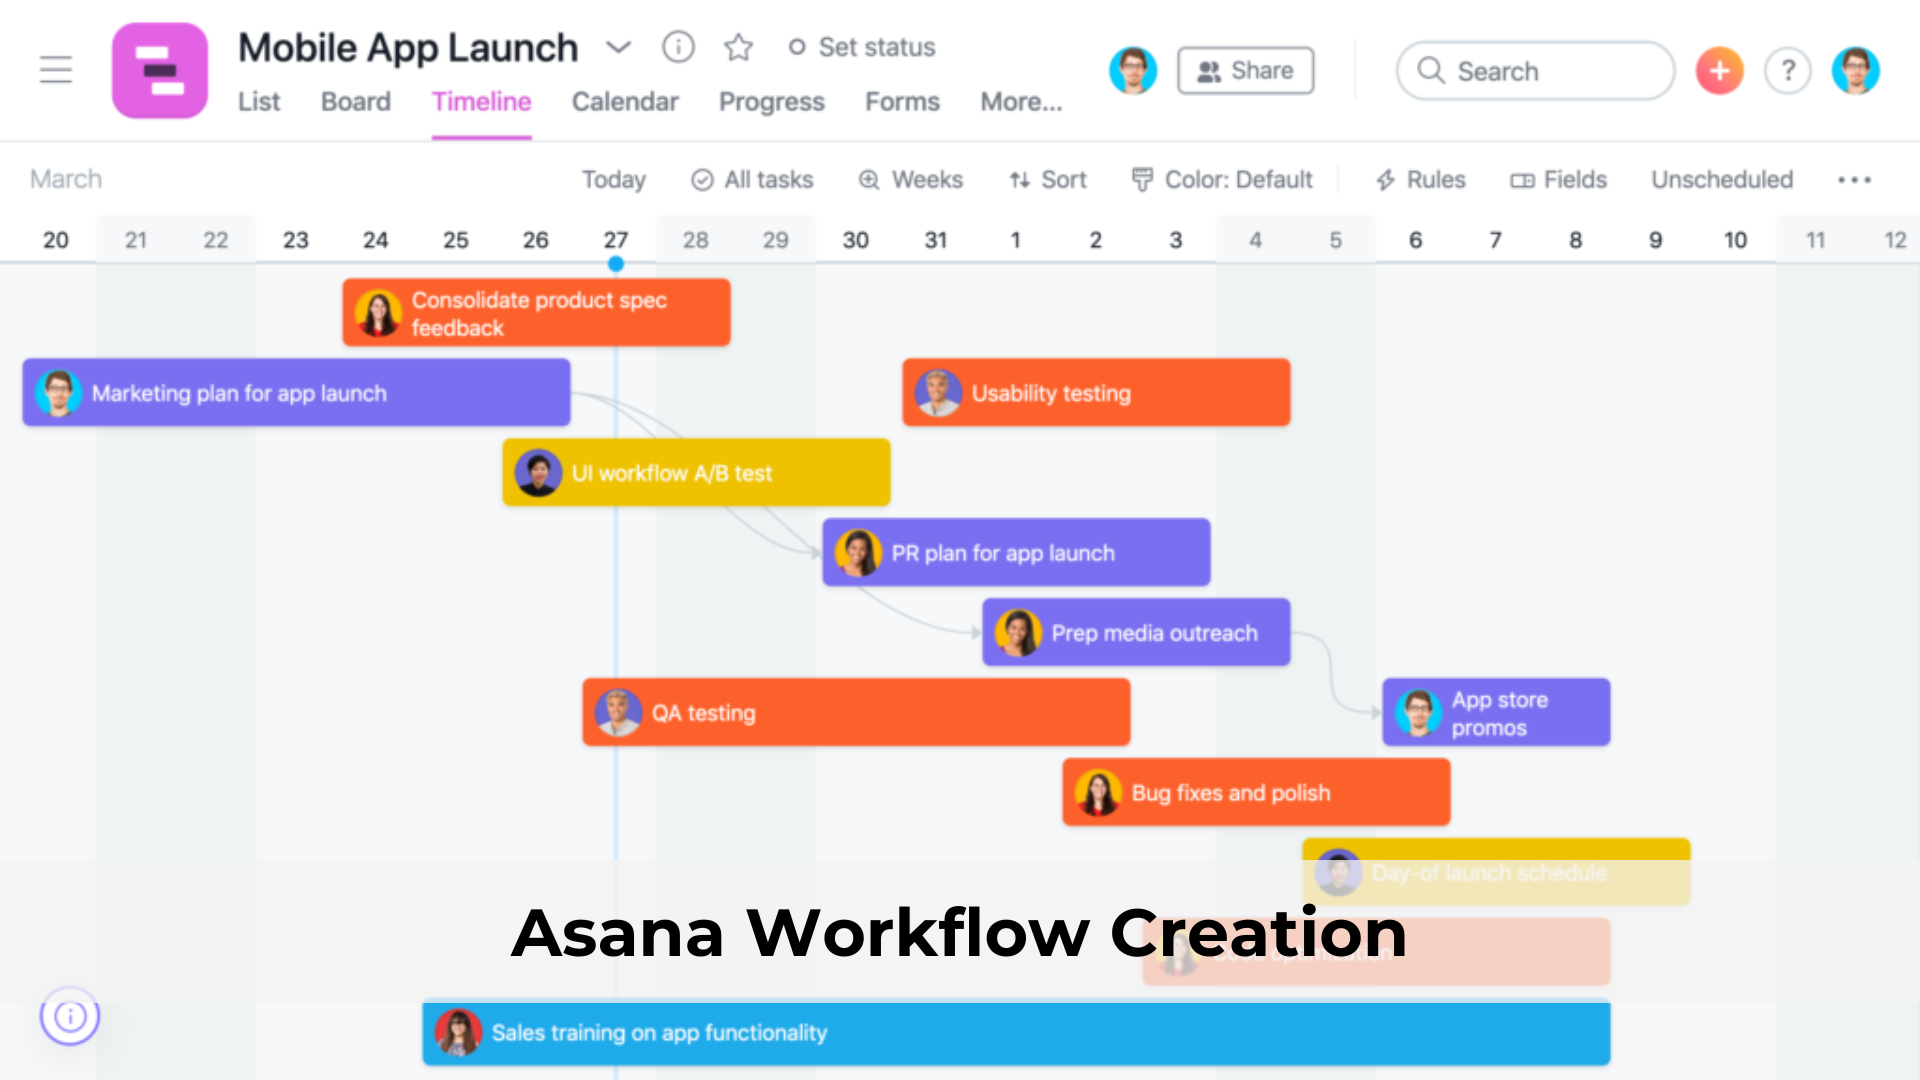 Mobile App Launch
Set status
Share
Search
?
List Board Timeline Calendar Progress Forms More...
March
Today All tasks Weeks Sort Color: Default Rules Fields Unscheduled
20 21 22 23 24 25 26 27 28 29 30 31 1 2 3 4 5 6 7 8 9 10 11 12
Consolidate product spec
feedback
Marketing plan for app launch
Usability testing
UI workflow A/B test
PR plan for app launch
Prep media outreach
QA testing
App store
promos
Bug fixes and polish
Day-of launch schedule
Asana Workflow Creation
Sales training on app functionality